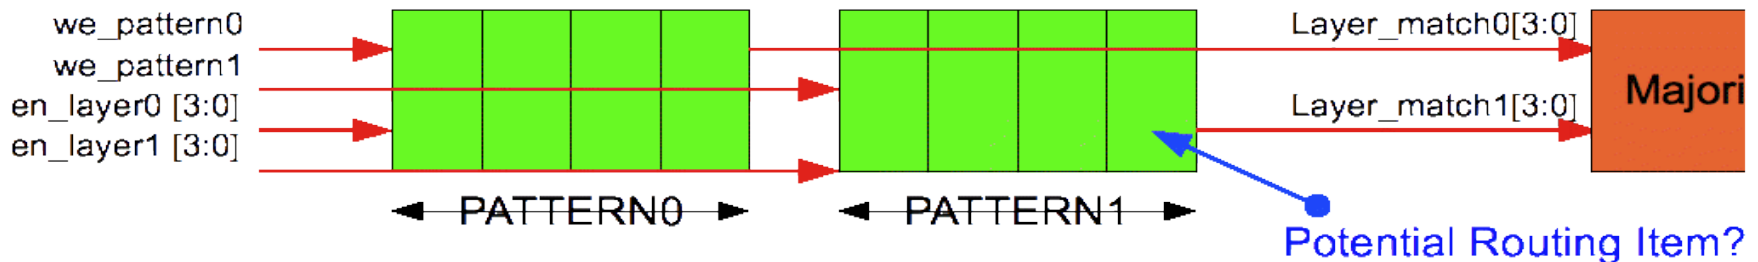 we_pattern0
we_pattern1
en_layer0 [3:0]
en_layer1 [3:0]
Layer_match0[3:0]
Layer_match1[3:0]
Majori
PATTERN0
PATTERN1
Potential Routing Item?